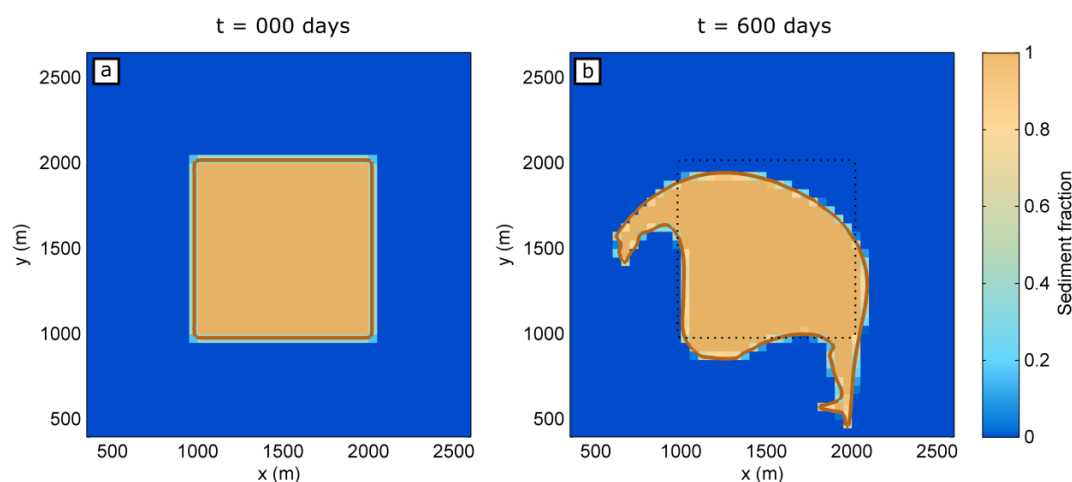 t = 000 days
t = 600 days
a
b
2500
2000
1500
1000
500
y (m)
500 1000 1500 2000 2500
x (m)
2500
2000
1500
1000
500
y (m)
500 1000 1500 2000 2500
x (m)
1
0.8
0.6
0.4
0.2
0
Sediment fraction